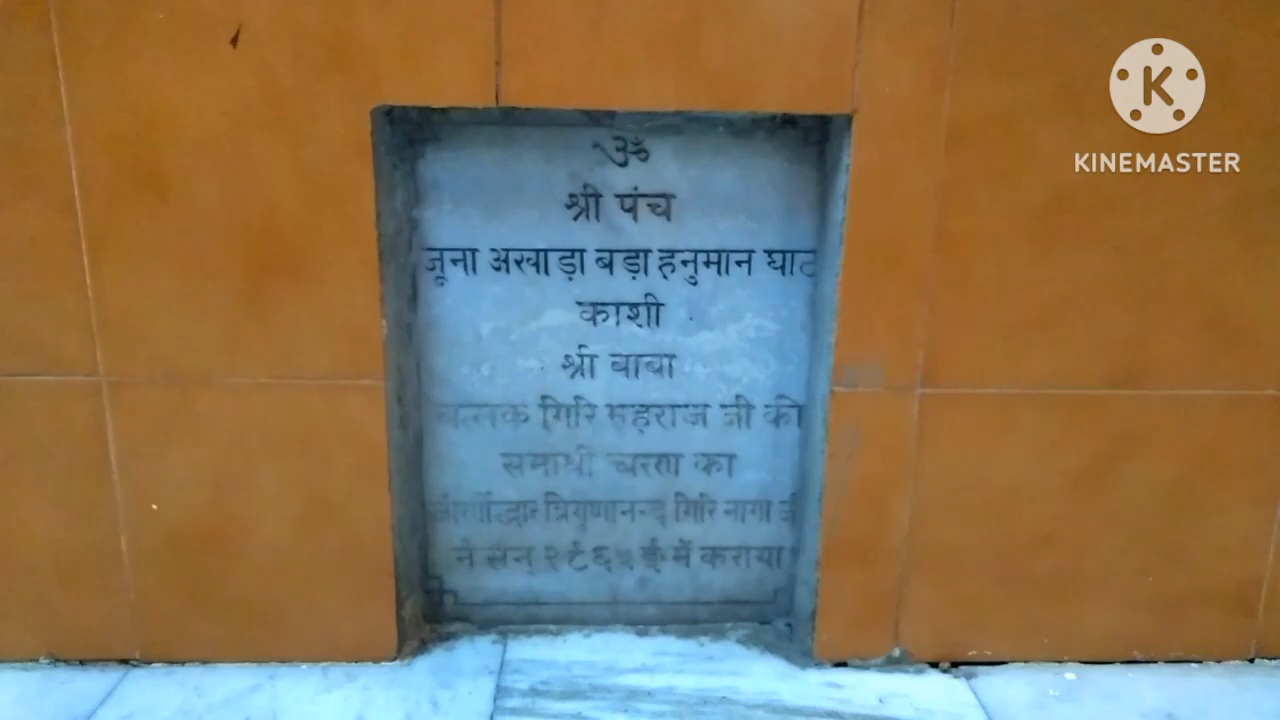 ॐ
श्री पंच
जूना अखाड़ा बड़ा हनुमान घाट
काशी
श्री बाबा
गिरि महराज जी की
समाधी चरण का
त्रिगुणानन्द गिरि नागा
ने सन् ई॰ में कराया
KINEMASTER